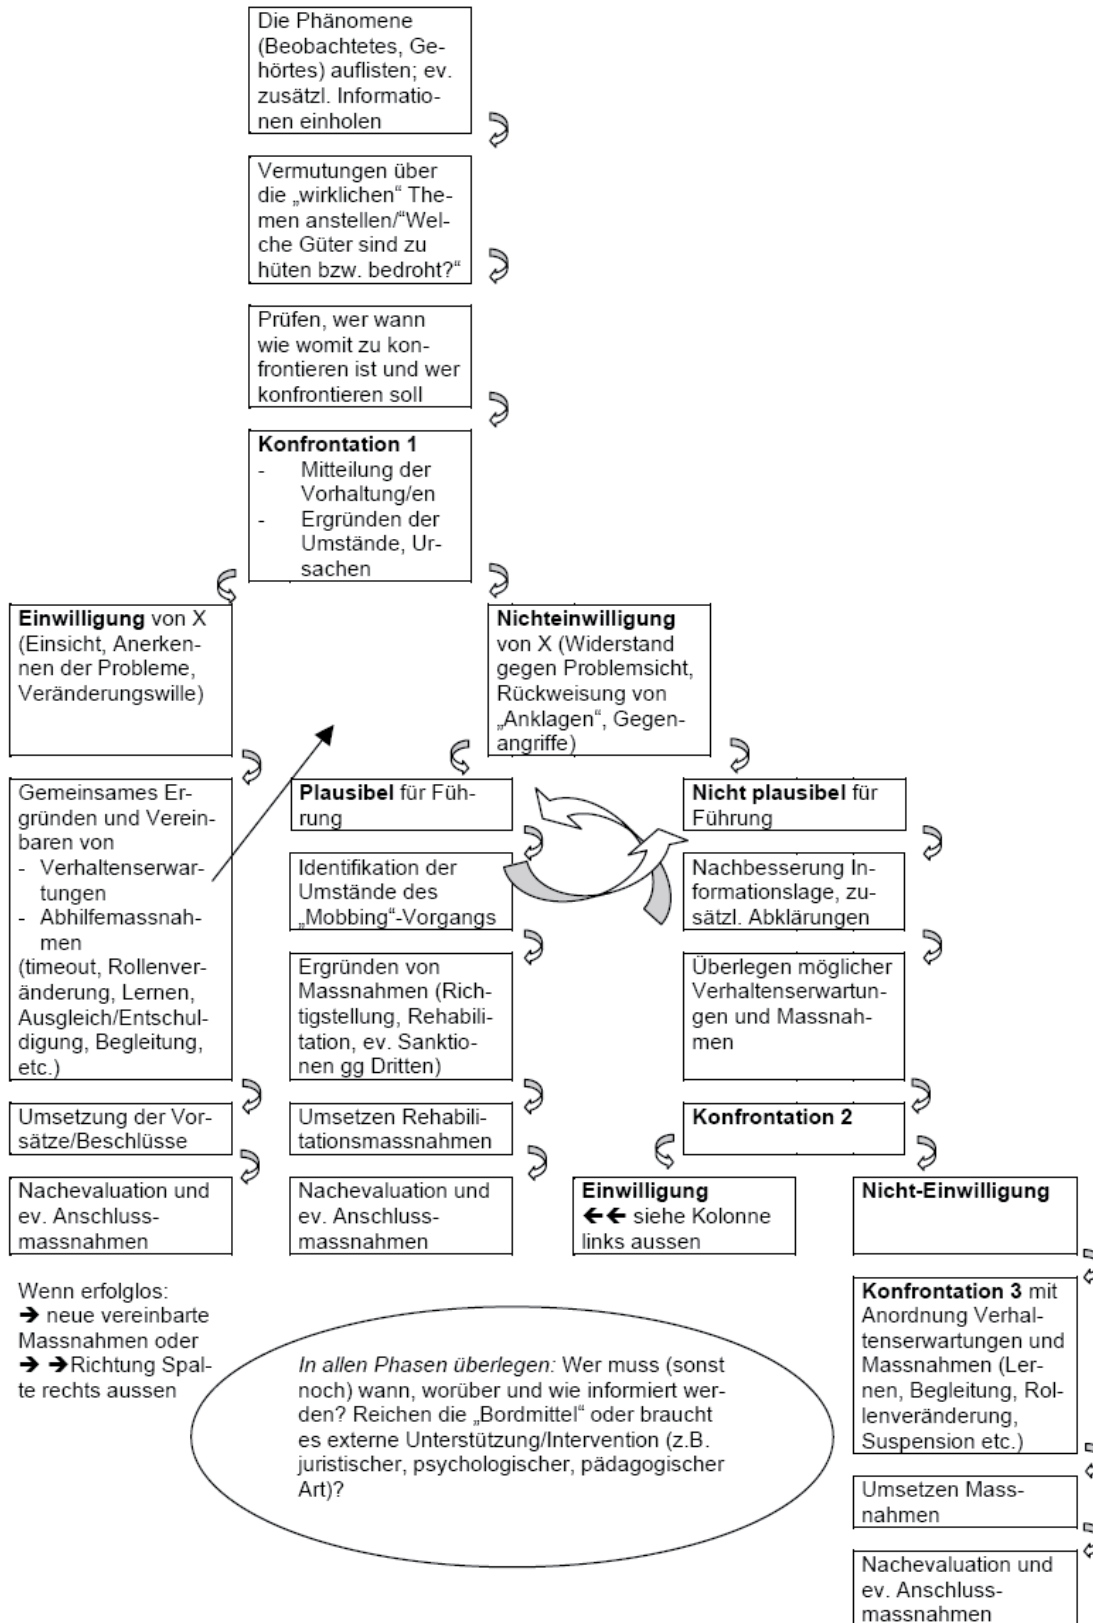 Die Phänomene
(Beobachtetes, Ge-
hörtes) auflisten; ev.
zusätzl. Informatio-
nen einholen
Vermutungen über
die „wirklichen“ The-
men anstellen/“Wel-
che Güter sind zu
hüten bzw. bedroht?“
Prüfen, wer wann
wie womit zu kon-
frontieren ist und wer
konfrontieren soll
Konfrontation 1
- Mitteilung der
Vorhaltung/en
- Ergründen der
Umstände, Ur-
sachen
Einwilligung von X
(Einsicht, Anerken-
nen der Probleme,
Veränderungswille)
Nichteinwilligung
von X (Widerstand
gegen Problemsicht,
Rückweisung von
„Anklagen“, Gegen-
angriffe)
Gemeinsames Er-
gründen und Verein-
baren von
- Verhaltenserwar-
tungen
- Abhilfemassnah-
men
(timeout, Rollenver-
änderung, Lernen,
Ausgleich/Entschul-
digung, Begleitung,
etc.)
Umsetzung der Vor-
sätze/Beschlüsse
Nachevaluation und
ev. Anschluss-
massnahmen
Wenn erfolglos:
➔ neue vereinbarte
Massnahmen oder
➔ ➔Richtung Spal-
te rechts aussen
Plausibel für Füh-
rung
Identifikation der
Umstände des
„Mobbing“-Vorgangs
Ergründen von
Massnahmen (Rich-
tigstellung, Rehabili-
tation, ev. Sanktio-
nen gg Dritten)
Umsetzen Rehabili-
tationsmassnahmen
Nachevaluation und
ev. Anschluss-
massnahmen
Nicht plausibel für
Führung
Nachbesserung In-
formationslage, zu-
sätzl. Abklärungen
Überlegen möglicher
Verhaltenserwartun-
gen und Massnah-
men
Konfrontation 2
Einwilligung
🡸🡸 siehe Kolonne
links aussen
Nicht-Einwilligung
Konfrontation 3 mit
Anordnung Verhal-
tenserwartungen und
Massnahmen (Ler-
nen, Begleitung, Rol-
lenveränderung,
Suspension etc.)
Umsetzen Mass-
nahmen
Nachevaluation und
ev. Anschluss-
massnahmen
In allen Phasen überlegen: Wer muss (sonst
noch) wann, worüber und wie informiert wer-
den? Reichen die „Bordmittel“ oder braucht
es externe Unterstützung/Intervention (z.B.
juristischer, psychologischer, pädagogischer
Art)?